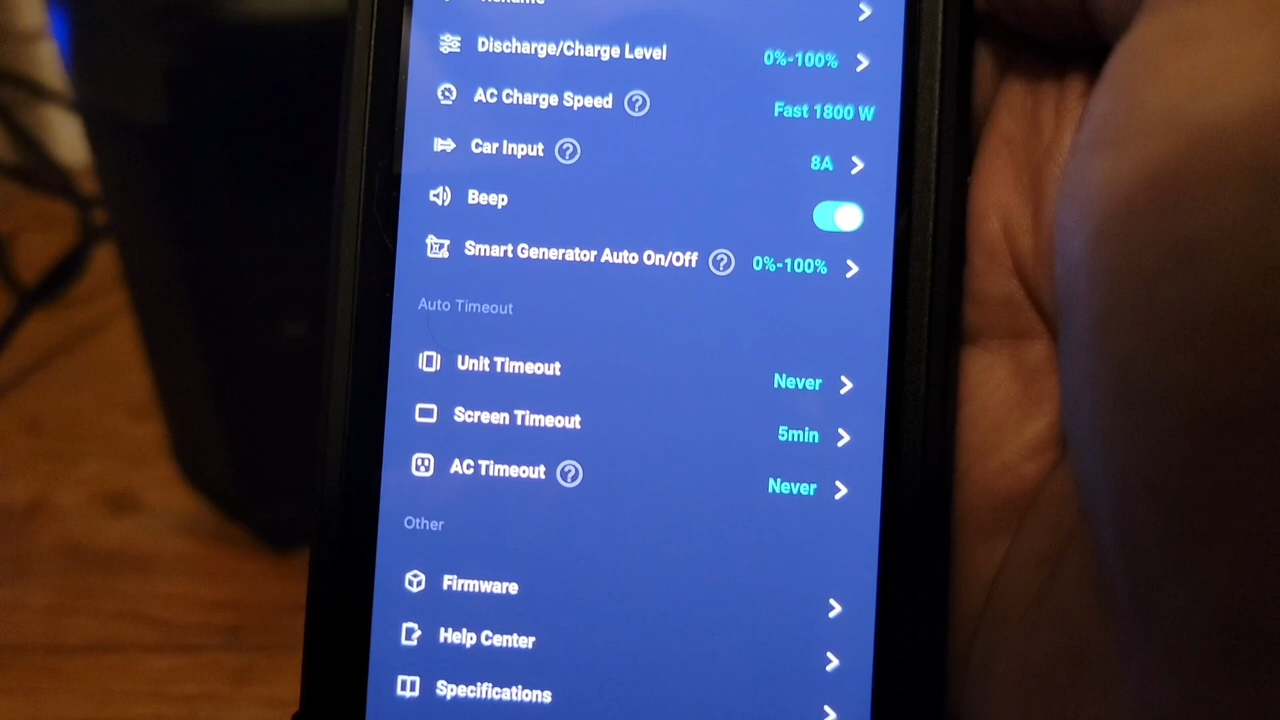 Rename
Discharge/Charge Level 0%-100%
AC Charge Speed ? Fast 1800 W
Car Input ? 8A
Beep
Smart Generator Auto On/Off ? 0%-100%
Auto Timeout
Unit Timeout Never
Screen Timeout 5min
AC Timeout ? Never
Other
Firmware
Help Center
Specifications